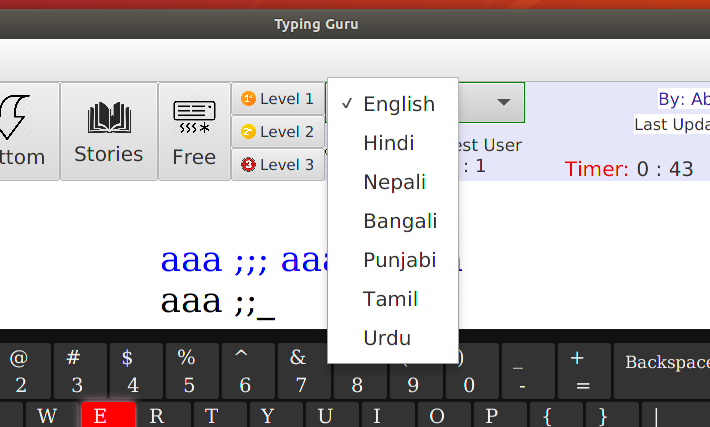 Typing Guru
ttom
Stories
Free
Level 1
Level 2
Level 3
English
Hindi
Nepali
Bangali
Punjabi
Tamil
Urdu
By: Ab
Last Upda
est User
: 1
Timer: 0 : 43
aaa ;;; aaa
aaa ;;_
@ # $ % ^ & ) _ + Backspace
2 3 4 5 6 7 8 9 0 - =
W E R T Y U I O P { } |